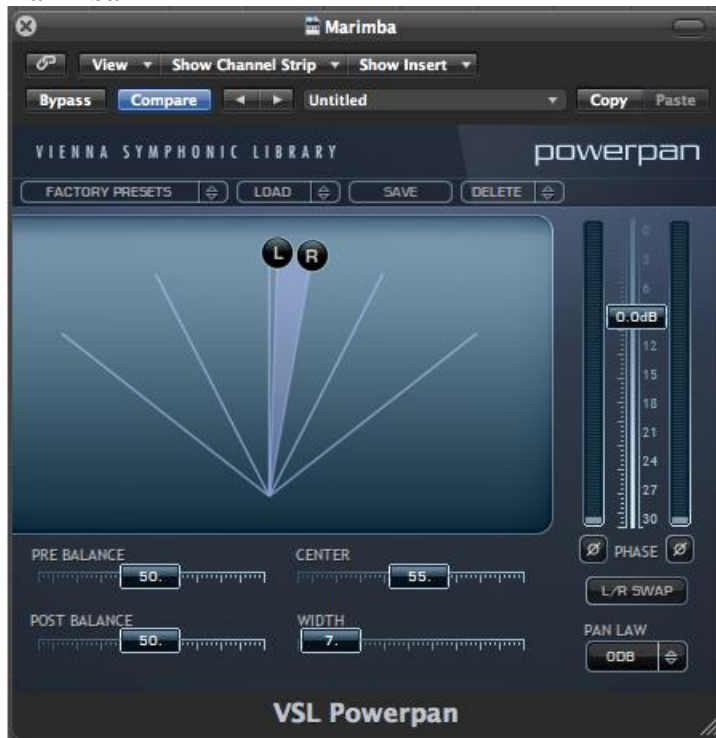 Marimba
View Show Channel Strip Show Insert
Bypass Compare Untitled Copy Paste
VIENNA SYMPHONIC LIBRARY powerpan
FACTORY PRESETS LOAD SAVE DELETE
L R
0
3
6
0.0dB
12
15
18
21
24
27
30
PRE BALANCE 50. CENTER 55. Ø PHASE Ø
L/R SWAP
POST BALANCE 50. WIDTH 7. PAN LAW
0DB
VSL Powerpan